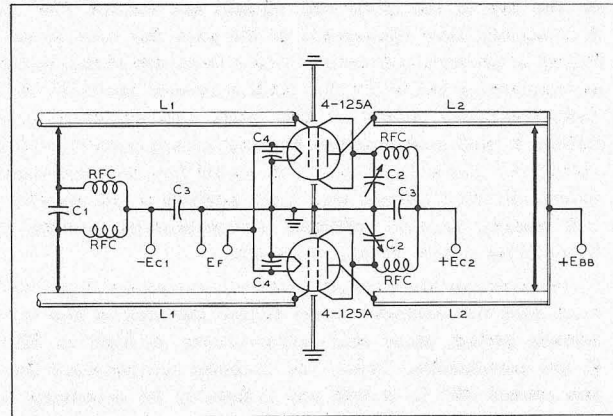 L1 4-125A L2
C4
RFC RFC
C2 C3
C1 C3
RFC C2
-EC1 EF +EC2 +EBB
RFC
C4
L1 4-125A L2